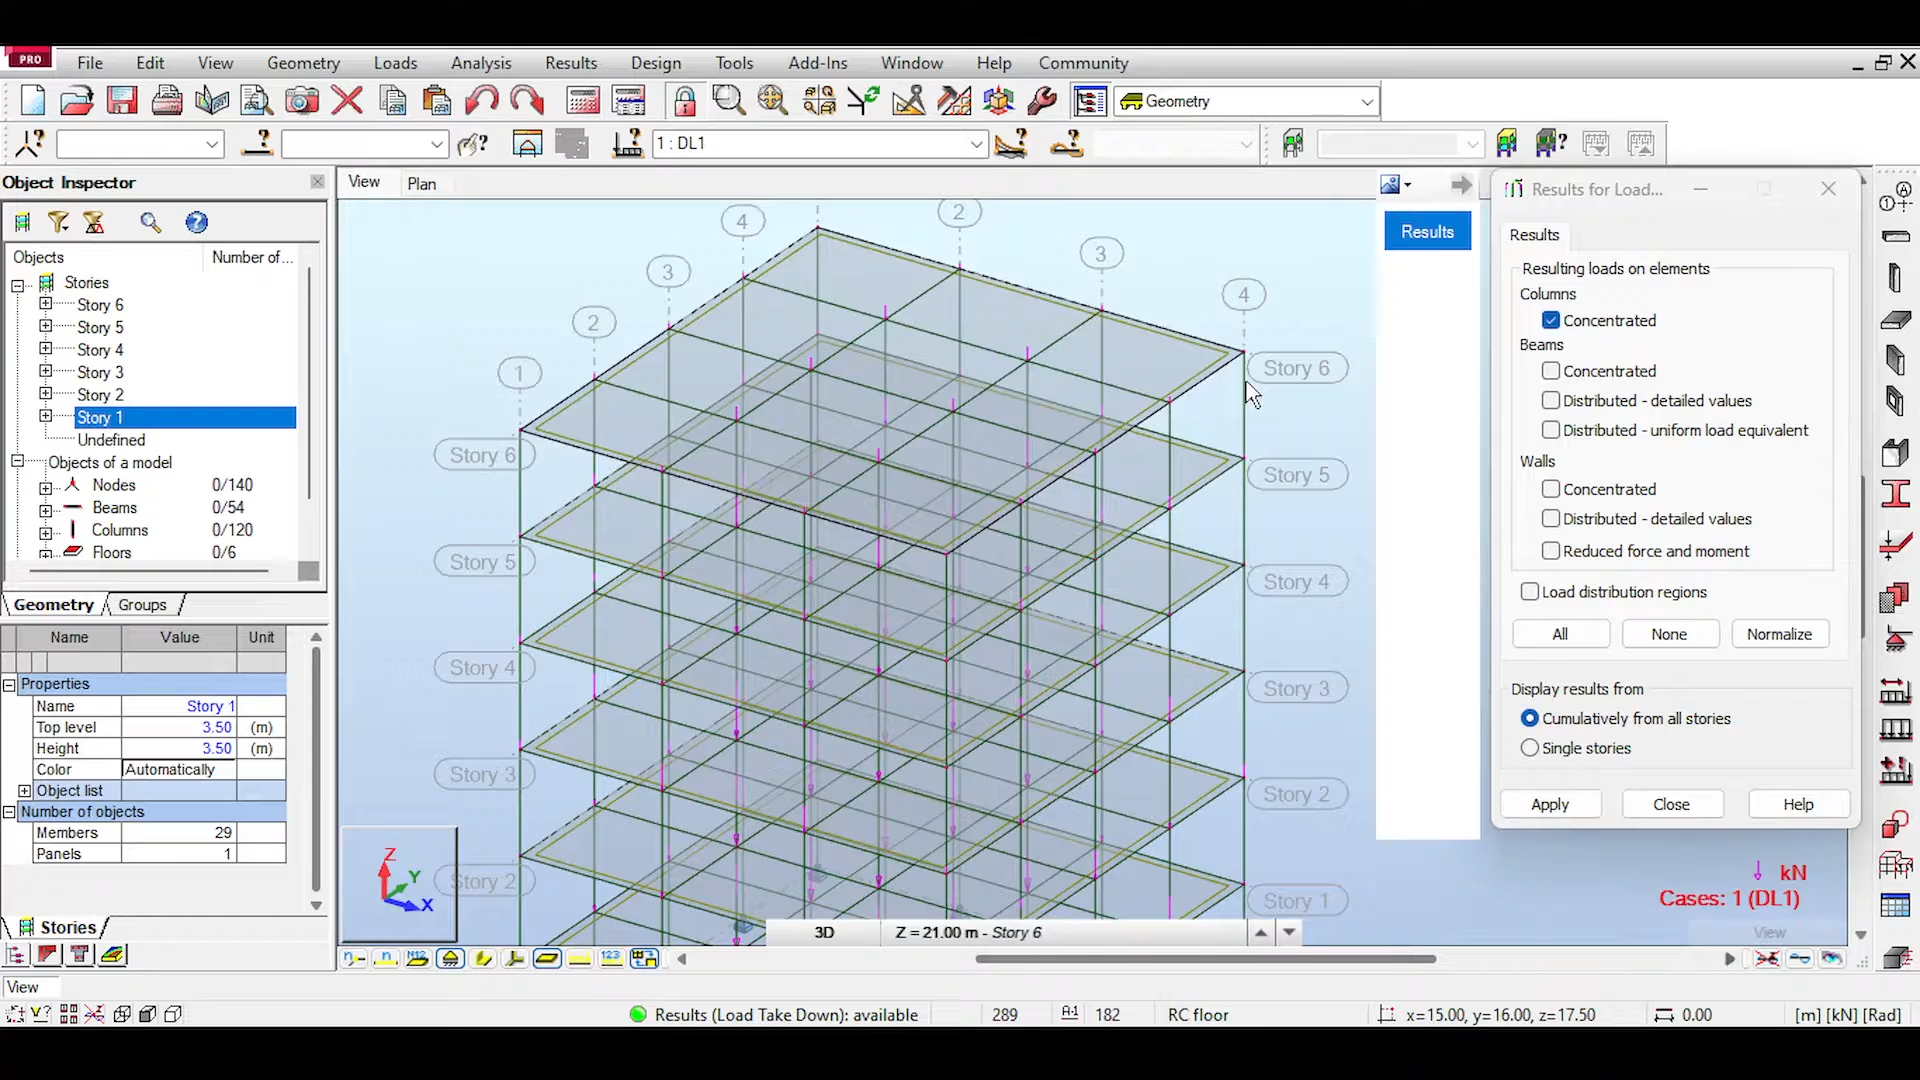 PRO
File Edit View Geometry Loads Analysis Results Design Tools Add-Ins Window Help Community
Geometry
1 : DL1
Object Inspector
Objects Number of...
Stories
Story 6
Story 5
Story 4
Story 3
Story 2
Story 1
Undefined
Objects of a model
Nodes 0/140
Beams 0/54
Columns 0/120
Floors 0/6
Geometry Groups
Name Value Unit
Properties
Name Story 1
Top level 3.50 (m)
Height 3.50 (m)
Color Automatically
Object list
Number of objects
Members 29
Panels 1
Stories
View Plan
4
2
3
3
4
2
1
Story 6
Story 6
Story 5
Story 5
Story 4
Story 4
Story 3
Story 3
Story 2
Story 2
Story 1
Z
Y
X
3D Z = 21.00 m - Story 6
Results
Results for Load...
Results
Resulting loads on elements
Columns
Concentrated
Beams
Concentrated
Distributed - detailed values
Distributed - uniform load equivalent
Walls
Concentrated
Distributed - detailed values
Reduced force and moment
Load distribution regions
All None Normalize
Display results from
Cumulatively from all stories
Single stories
Apply Close Help
kN
Cases: 1 (DL1)
View
View
Results (Load Take Down): available 289 182 RC floor x=15.00, y=16.00, z=17.50 0.00 [m] [kN] [Rad]